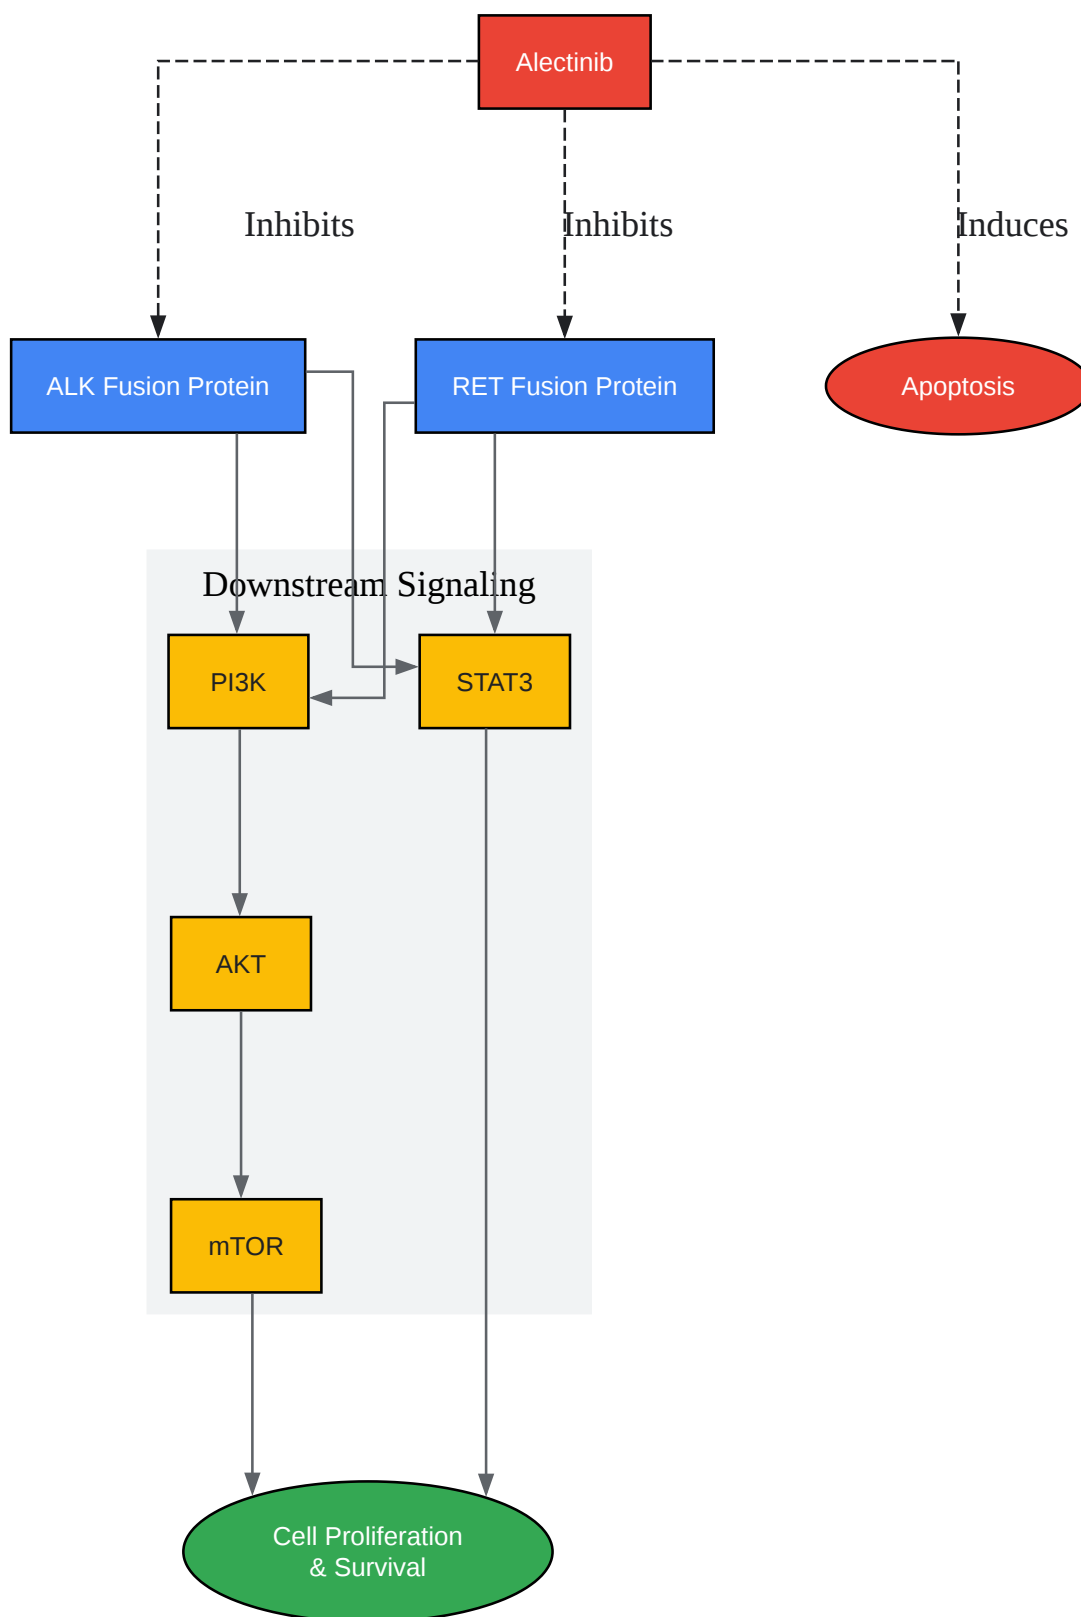 Alectinib
Inhibits
Inhibits
Induces
ALK Fusion Protein
RET Fusion Protein
Apoptosis
Downstream Signaling
PI3K
STAT3
AKT
mTOR
Cell Proliferation
& Survival